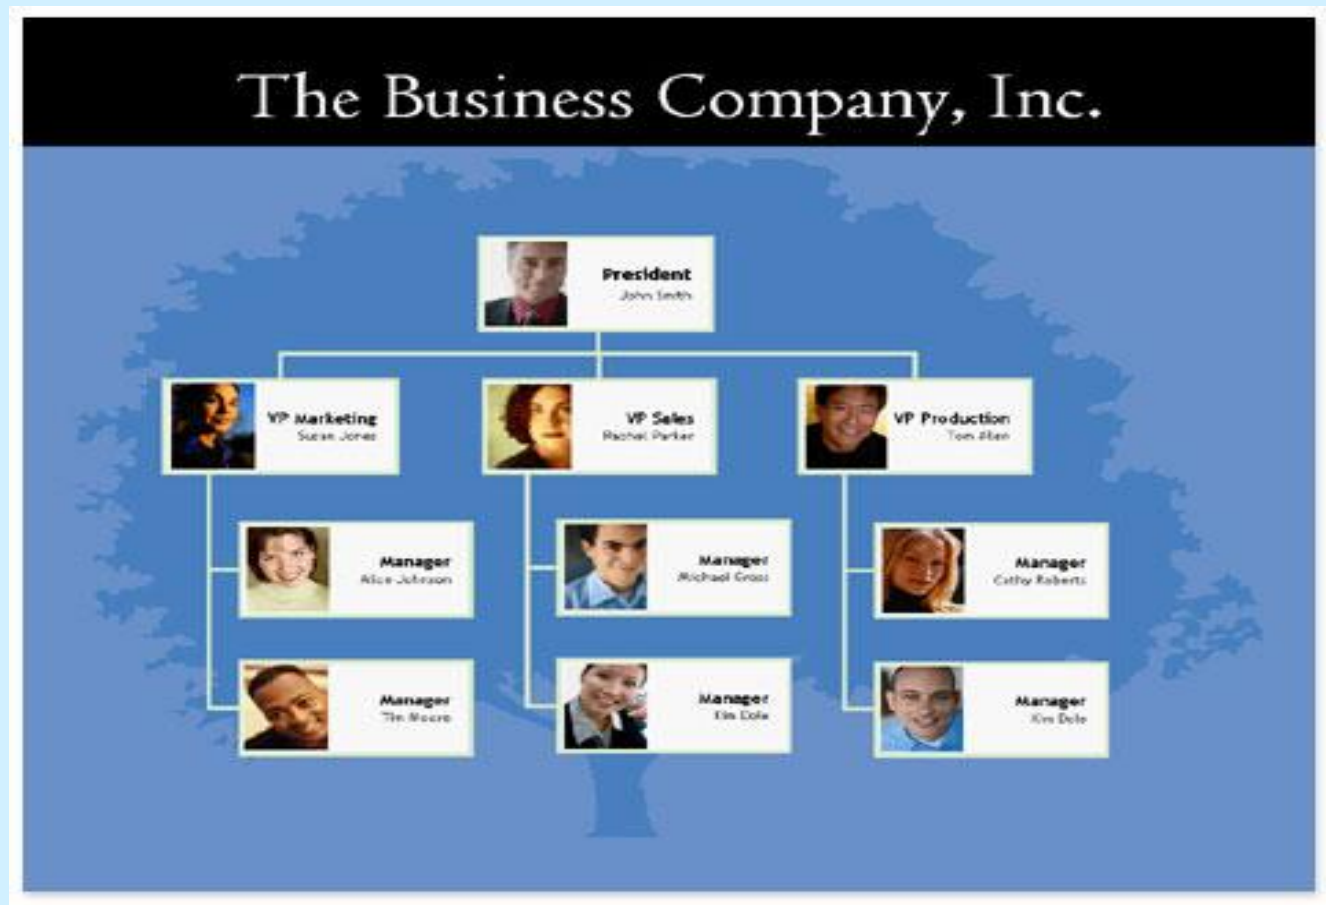 The Business Company, Inc.
President
John Smith
VP Marketing
Susan Jones
VP Sales
Rachel Parker
VP Production
Tom Allen
Manager
Alice Johnson
Manager
Michael Gross
Manager
Cathy Roberts
Manager
Tim Moore
Manager
Kim Dole
Manager
Kim Dole